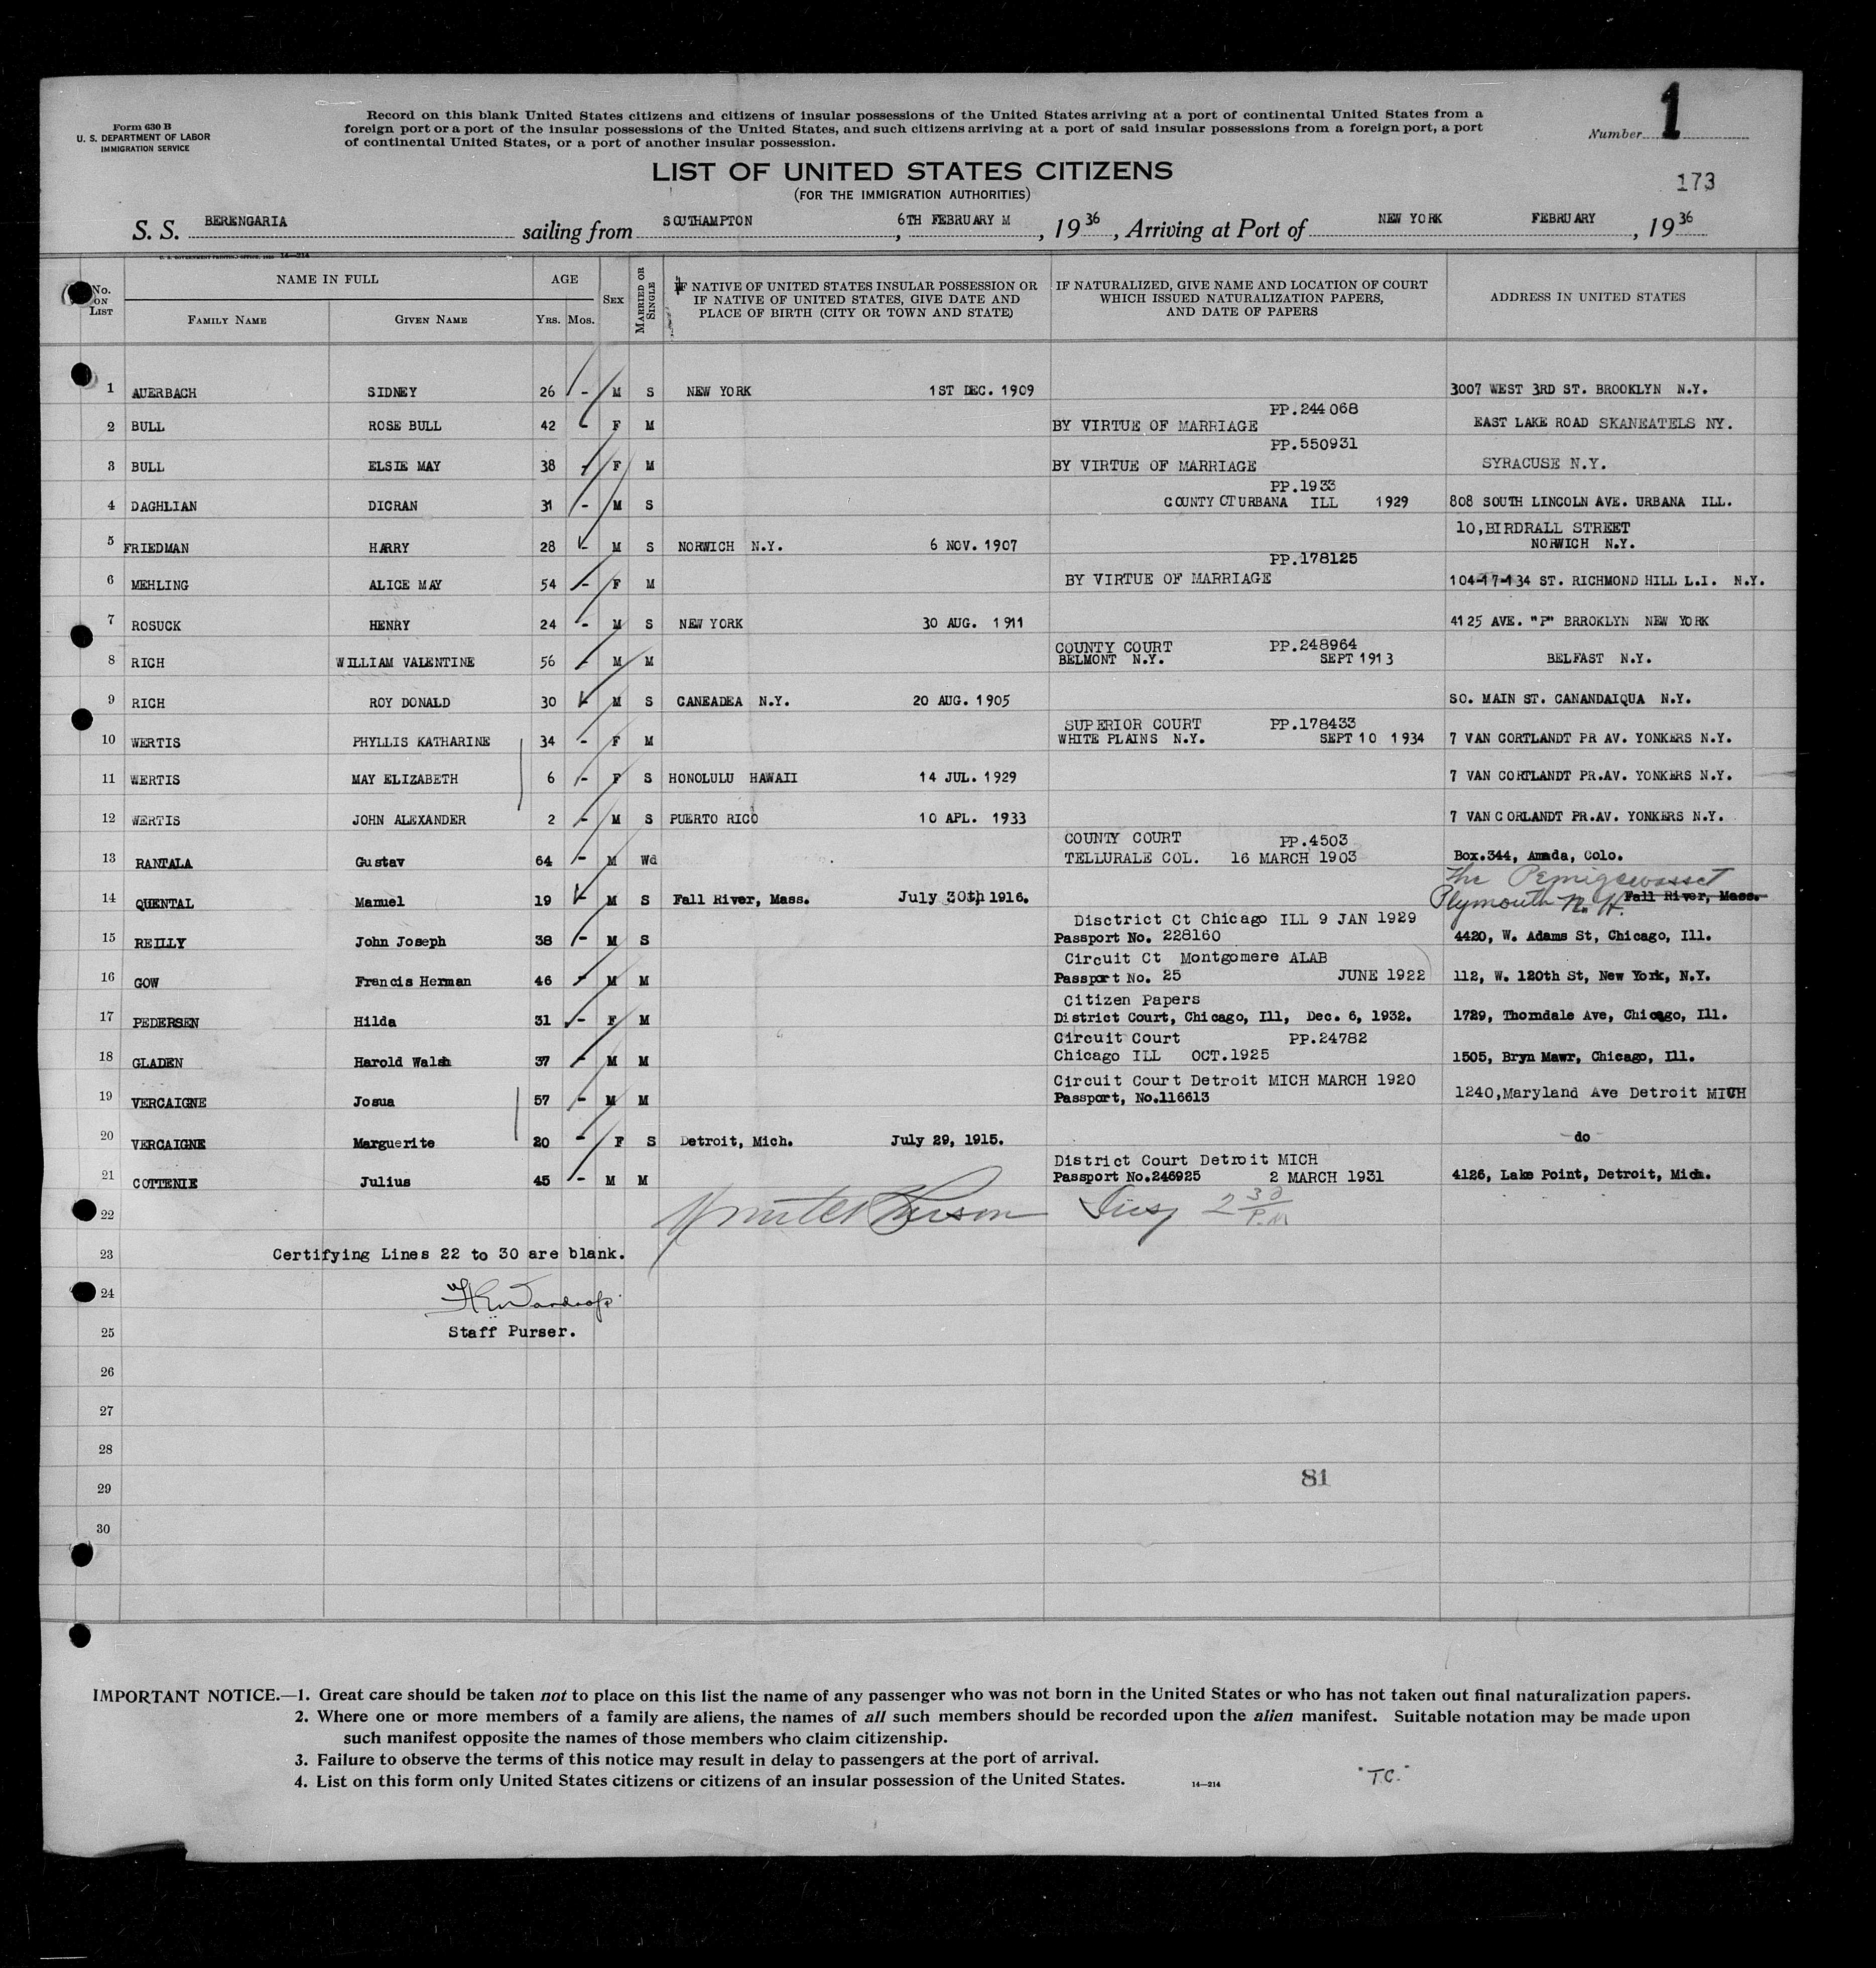 Form 630 B
U. S. DEPARTMENT OF LABOR
IMMIGRATION SERVICE
Record on this blank United States citizens and citizens of insular possessions of the United States arriving at a port of continental United States from a
foreign port or a port of the insular possessions of the United States, and such citizens arriving at a port of said insular possessions from a foreign port, a port
of continental United States, or a port of another insular possession.
Number 1
LIST OF UNITED STATES CITIZENS
(FOR THE IMMIGRATION AUTHORITIES)
173
S. S. BERENGARIA sailing from SOUTHAMPTON, 6TH FEBRUARY M, 1936, Arriving at Port of NEW YORK FEBRUARY, 1936
No. ON LIST NAME IN FULL AGE SEX MARRIED OR SINGLE IF NATIVE OF UNITED STATES INSULAR POSSESSION OR IF NATIVE OF UNITED STATES, GIVE DATE AND PLACE OF BIRTH (CITY OR TOWN AND STATE) IF NATURALIZED, GIVE NAME AND LOCATION OF COURT WHICH ISSUED NATURALIZATION PAPERS, AND DATE OF PAPERS ADDRESS IN UNITED STATES
FAMILY NAME GIVEN NAME YRS. MOS.
1 AUERBACH SIDNEY 26 - M S NEW YORK 1ST DEC. 1909 3007 WEST 3RD ST. BROOKLYN N.Y.
PP.244068
2 BULL ROSE BULL 42 - F M BY VIRTUE OF MARRIAGE EAST LAKE ROAD SKANEATELS NY.
PP.550931
3 BULL ELSIE MAY 38 - F M BY VIRTUE OF MARRIAGE SYRACUSE N.Y.
PP.1933
4 DAGHLIAN DICRAN 31 - M S COUNTY CT URBANA ILL 1929 808 SOUTH LINCOLN AVE. URBANA ILL.
10,BIRDRALL STREET
5 FRIEDMAN HARRY 28 - M S NORWICH N.Y. 6 NOV. 1907 NORWICH N.Y.
PP.178125
6 MEHLING ALICE MAY 54 - F M BY VIRTUE OF MARRIAGE 104-17-134 ST. RICHMOND HILL L.I. N.Y.
7 ROSUCK HENRY 24 - M S NEW YORK 30 AUG. 1911 4125 AVE. "P" BRROKLYN NEW YORK
COUNTY COURT PP.248964
8 RICH WILLIAM VALENTINE 56 - M M BELMONT N.Y. SEPT 1913 BELFAST N.Y.
9 RICH ROY DONALD 30 - M S CANEADEA N.Y. 20 AUG. 1905 SO. MAIN ST. CANANDAIQUA N.Y.
SUPERIOR COURT PP.178433
10 WERTIS PHYLLIS KATHARINE 34 - F M WHITE PLAINS N.Y. SEPT 10 1934 7 VAN CORTLANDT PR AV. YONKERS N.Y.
11 WERTIS MAY ELIZABETH 6 - F S HONOLULU HAWAII 14 JUL. 1929 7 VAN CORTLANDT PR.AV. YONKERS N.Y.
12 WERTIS JOHN ALEXANDER 2 - M S PUERTO RICO 10 APL. 1933 7 VAN CORLANDT PR.AV. YONKERS N.Y.
COUNTY COURT PP.4503
13 RANTALA Gustav 64 - M Wd TELLURALE COL. 16 MARCH 1903 Box.344, Amada, Colo.
The Pemigewasset
14 QUENTAL Manuel 19 - M S Fall River, Mass. July 30th 1916. Plymouth N. H. Fall River, Mass.
Disctrict Ct Chicago ILL 9 JAN 1929
15 REILLY John Joseph 38 - M S Passport No. 228160 4420, W. Adams St, Chicago, Ill.
Circuit Ct Montgomere ALAB
16 GOW Francis Herman 46 - M M Passport No. 25 JUNE 1922 112, W. 120th St, New York, N.Y.
Citizen Papers
17 PEDERSEN Hilda 31 - F M District Court, Chicago, Ill, Dec. 6, 1932. 1729, Thorndale Ave, Chicago, Ill.
Circuit Court PP.24782
18 GLADEN Harold Walsh 37 - M M Chicago ILL OCT.1925 1505, Bryn Mawr, Chicago, Ill.
Circuit Court Detroit MICH MARCH 1920
19 VERCAIGNE Josua 57 - M M Passport, No.116613 1240,Maryland Ave Detroit MICH
20 VERCAIGNE Marguerite 20 - F S Detroit, Mich. July 29, 1915. do
District Court Detroit MICH
21 COTTENIE Julius 45 - M M Passport No.246925 2 MARCH 1931 4126, Lake Point, Detroit, Mich.
22 2 30 P.M
23 Certifying Lines 22 to 30 are blank.
24
25 Staff Purser.
26
27
28
29 81
30
IMPORTANT NOTICE.—1. Great care should be taken not to place on this list the name of any passenger who was not born in the United States or who has not taken out final naturalization papers.
2. Where one or more members of a family are aliens, the names of all such members should be recorded upon the alien manifest. Suitable notation may be made upon
such manifest opposite the names of those members who claim citizenship.
3. Failure to observe the terms of this notice may result in delay to passengers at the port of arrival.
4. List on this form only United States citizens or citizens of an insular possession of the United States. 14—214
"T.C."